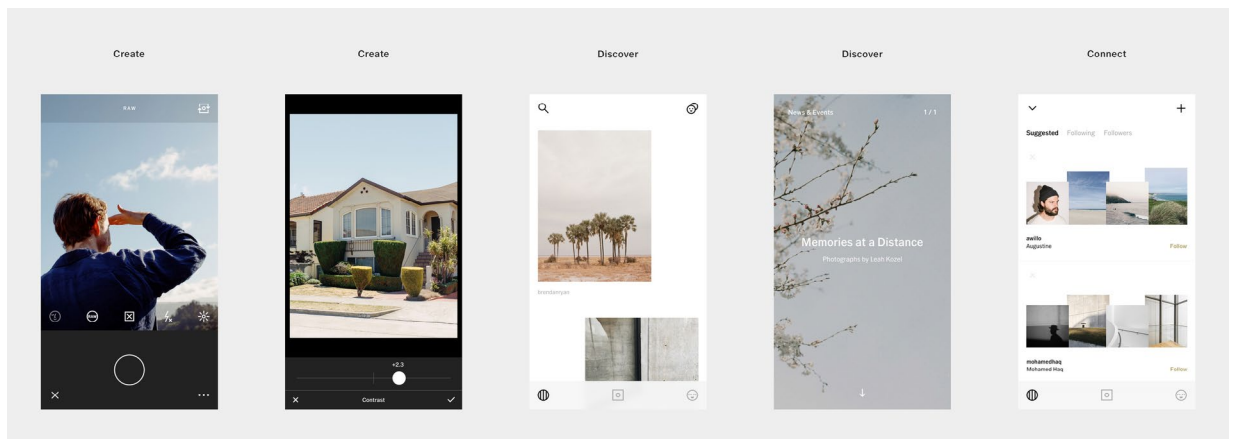 Create
Create
Discover
Discover
Connect
RAW
RAW
+2.3
Contrast
News & Events
1/1
Memories at a Distance
Photographs by Leah Kozel
Suggested Following Followers
awillo
Augustine
Follow
mohamedhaq
Mohamed Haq
Follow